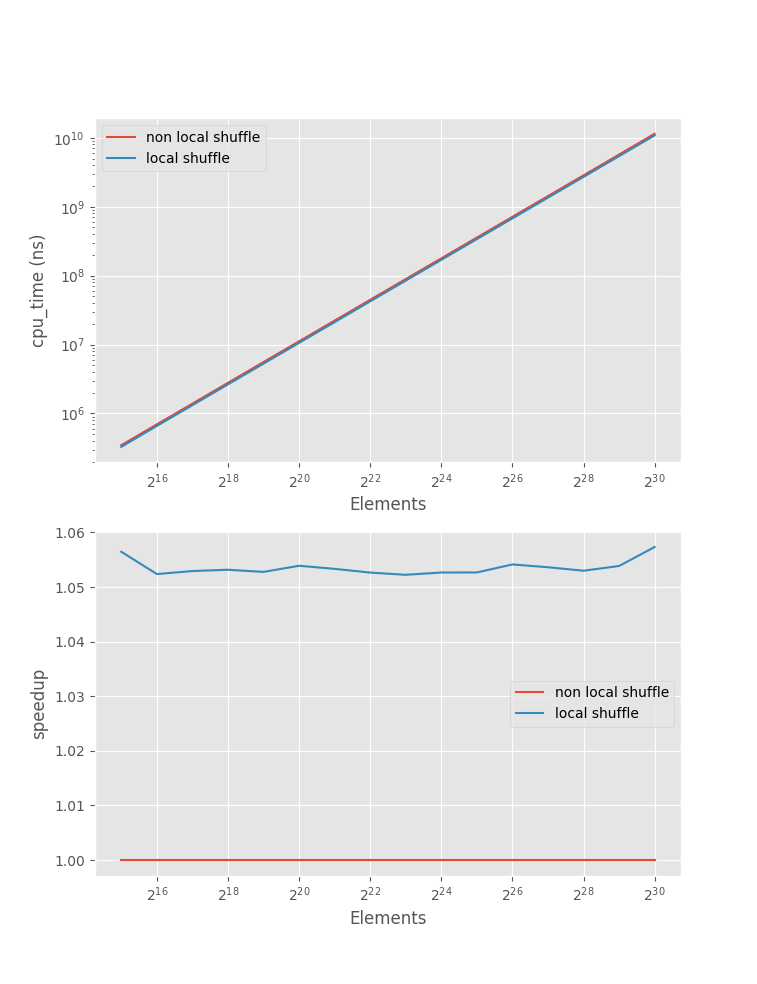 non local shuffle
local shuffle
10^10
10^9
10^8
10^7
10^6
cpu_time (ns)
2^16 2^18 2^20 2^22 2^24 2^26 2^28 2^30
Elements
1.06
1.05
1.04
1.03
1.02
1.01
1.00
speedup
non local shuffle
local shuffle
2^16 2^18 2^20 2^22 2^24 2^26 2^28 2^30
Elements